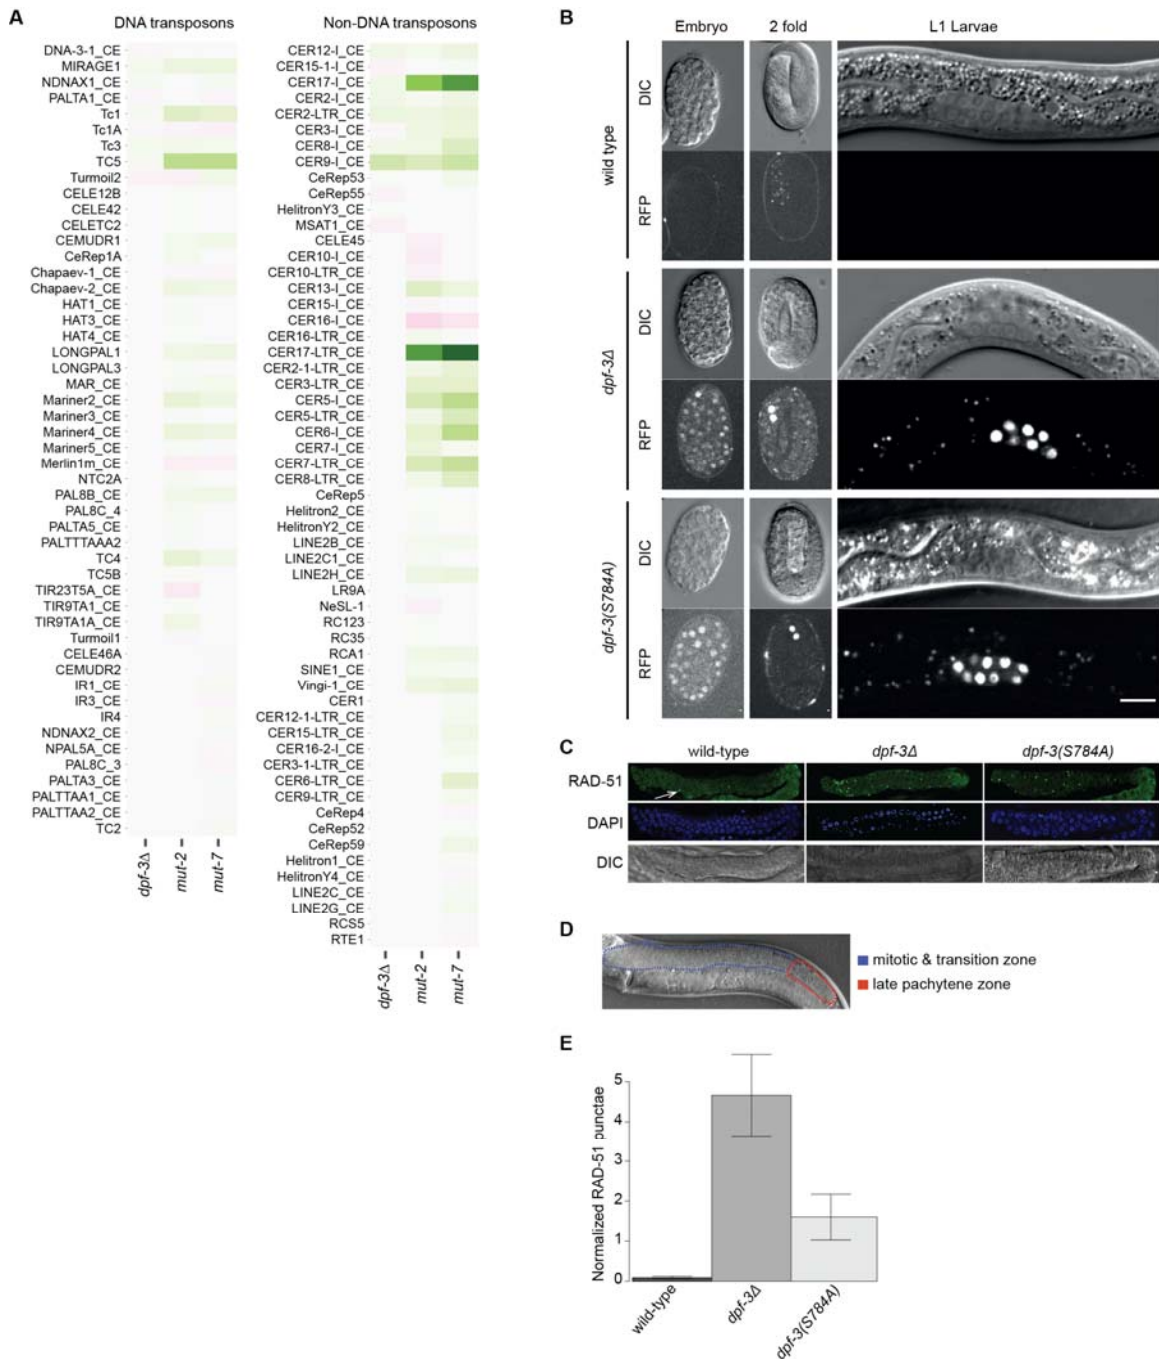 A
DNA transposons
DNA-3-1_CE
MIRAGE1
NDNAX1_CE
PALTA1_CE
Tc1
Tc1A
Tc3
TC5
Turmoil2
CELE12B
CELE42
CELETC2
CEMUDR1
CeRep1A
Chapaev-1_CE
Chapaev-2_CE
HAT1_CE
HAT3_CE
HAT4_CE
LONGPAL1
LONGPAL3
MAR_CE
Mariner2_CE
Mariner3_CE
Mariner4_CE
Mariner5_CE
Merlin1m_CE
NTC2A
PAL8B_CE
PAL8C_4
PALTA5_CE
PALTTTAAA2
TC4
TC5B
TIR23T5A_CE
TIR9TA1_CE
TIR9TA1A_CE
Turmoil1
CELE46A
CEMUDR2
IR1_CE
IR3_CE
IR4
NDNAX2_CE
NPAL5A_CE
PAL8C_3
PALTA3_CE
PALTTAA1_CE
PALTTAA2_CE
TC2
dpf-3Δ
mut-2
mut-7
Non-DNA transposons
CER12-I_CE
CER15-1-I_CE
CER17-I_CE
CER2-I_CE
CER2-LTR_CE
CER3-I_CE
CER8-I_CE
CER9-I_CE
CeRep53
CeRep55
HelitronY3_CE
MSAT1_CE
CELE45
CER10-I_CE
CER10-LTR_CE
CER13-I_CE
CER15-I_CE
CER16-I_CE
CER16-LTR_CE
CER17-LTR_CE
CER2-1-LTR_CE
CER3-LTR_CE
CER5-I_CE
CER5-LTR_CE
CER6-I_CE
CER7-I_CE
CER7-LTR_CE
CER8-LTR_CE
CeRep5
Helitron2_CE
HelitronY2_CE
LINE2B_CE
LINE2C1_CE
LINE2H_CE
LR9A
NeSL-1
RC123
RC35
RCA1
SINE1_CE
Vingi-1_CE
CER1
CER12-1-LTR_CE
CER15-LTR_CE
CER16-2-I_CE
CER3-1-LTR_CE
CER6-LTR_CE
CER9-LTR_CE
CeRep4
CeRep52
CeRep59
Helitron1_CE
HelitronY4_CE
LINE2C_CE
LINE2G_CE
RCS5
RTE1
dpf-3Δ
mut-2
mut-7
B
Embryo
2 fold
L1 Larvae
wild type
DIC
RFP
dpf-3Δ
DIC
RFP
dpf-3(S784A)
DIC
RFP
C
wild-type
dpf-3Δ
dpf-3(S784A)
RAD-51
DAPI
DIC
D
mitotic & transition zone
late pachytene zone
E
Normalized RAD-51 punctae
5
4
3
2
1
0
wild-type
dpf-3Δ
dpf-3(S784A)